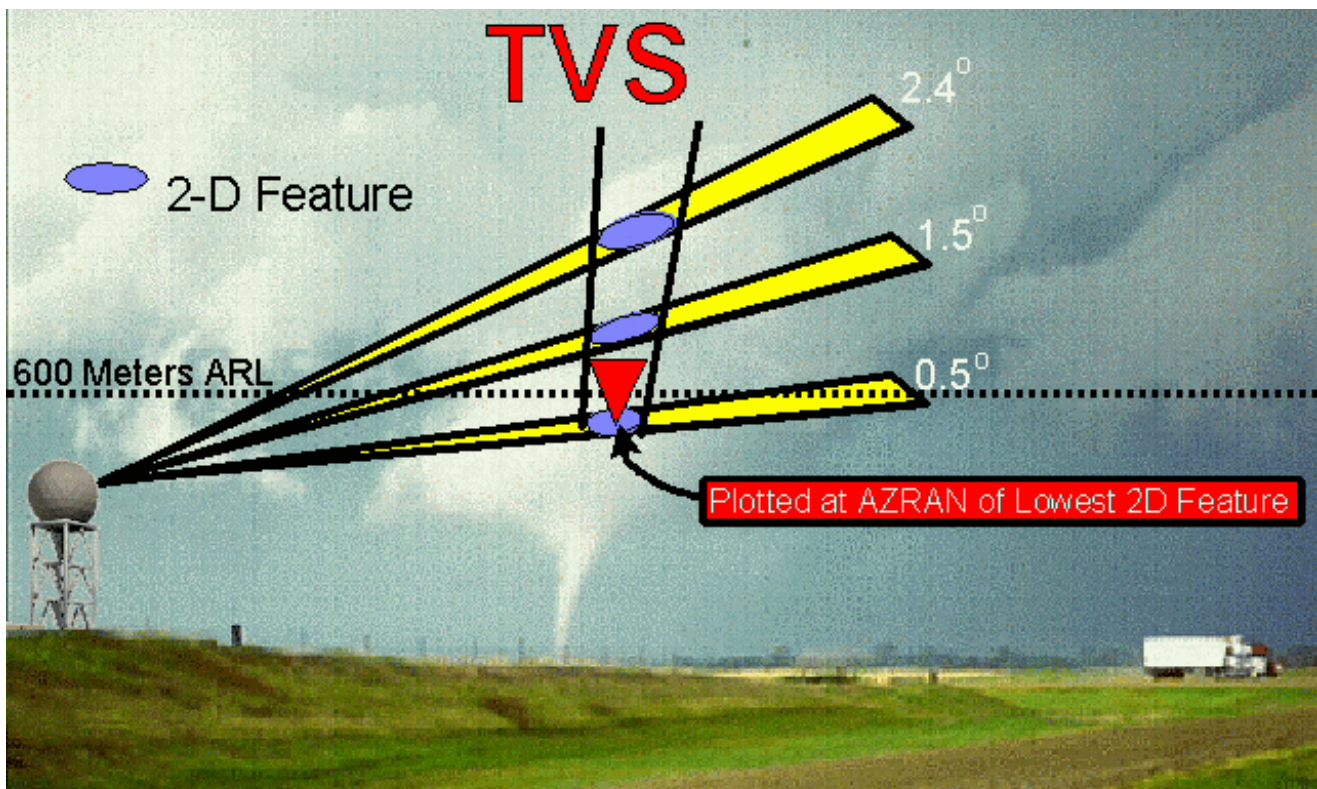 TVS
2.4°
2-D Feature
1.5°
600 Meters ARL
0.5°
Plotted at AZRAN of Lowest 2D Feature